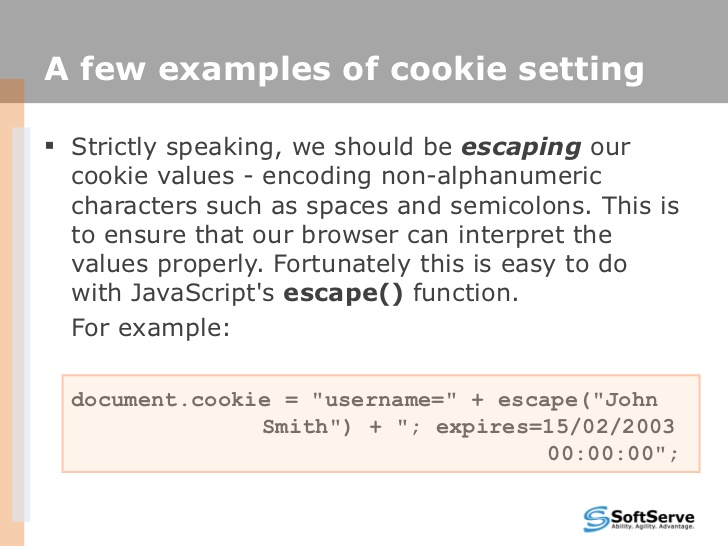 A few examples of cookie setting
▪ Strictly speaking, we should be escaping our
cookie values - encoding non-alphanumeric
characters such as spaces and semicolons. This is
to ensure that our browser can interpret the
values properly. Fortunately this is easy to do
with JavaScript's escape() function.
For example:
document.cookie = "username=" + escape("John
Smith") + "; expires=15/02/2003
00:00:00";
SoftServe
Ability. Agility. Advantage.